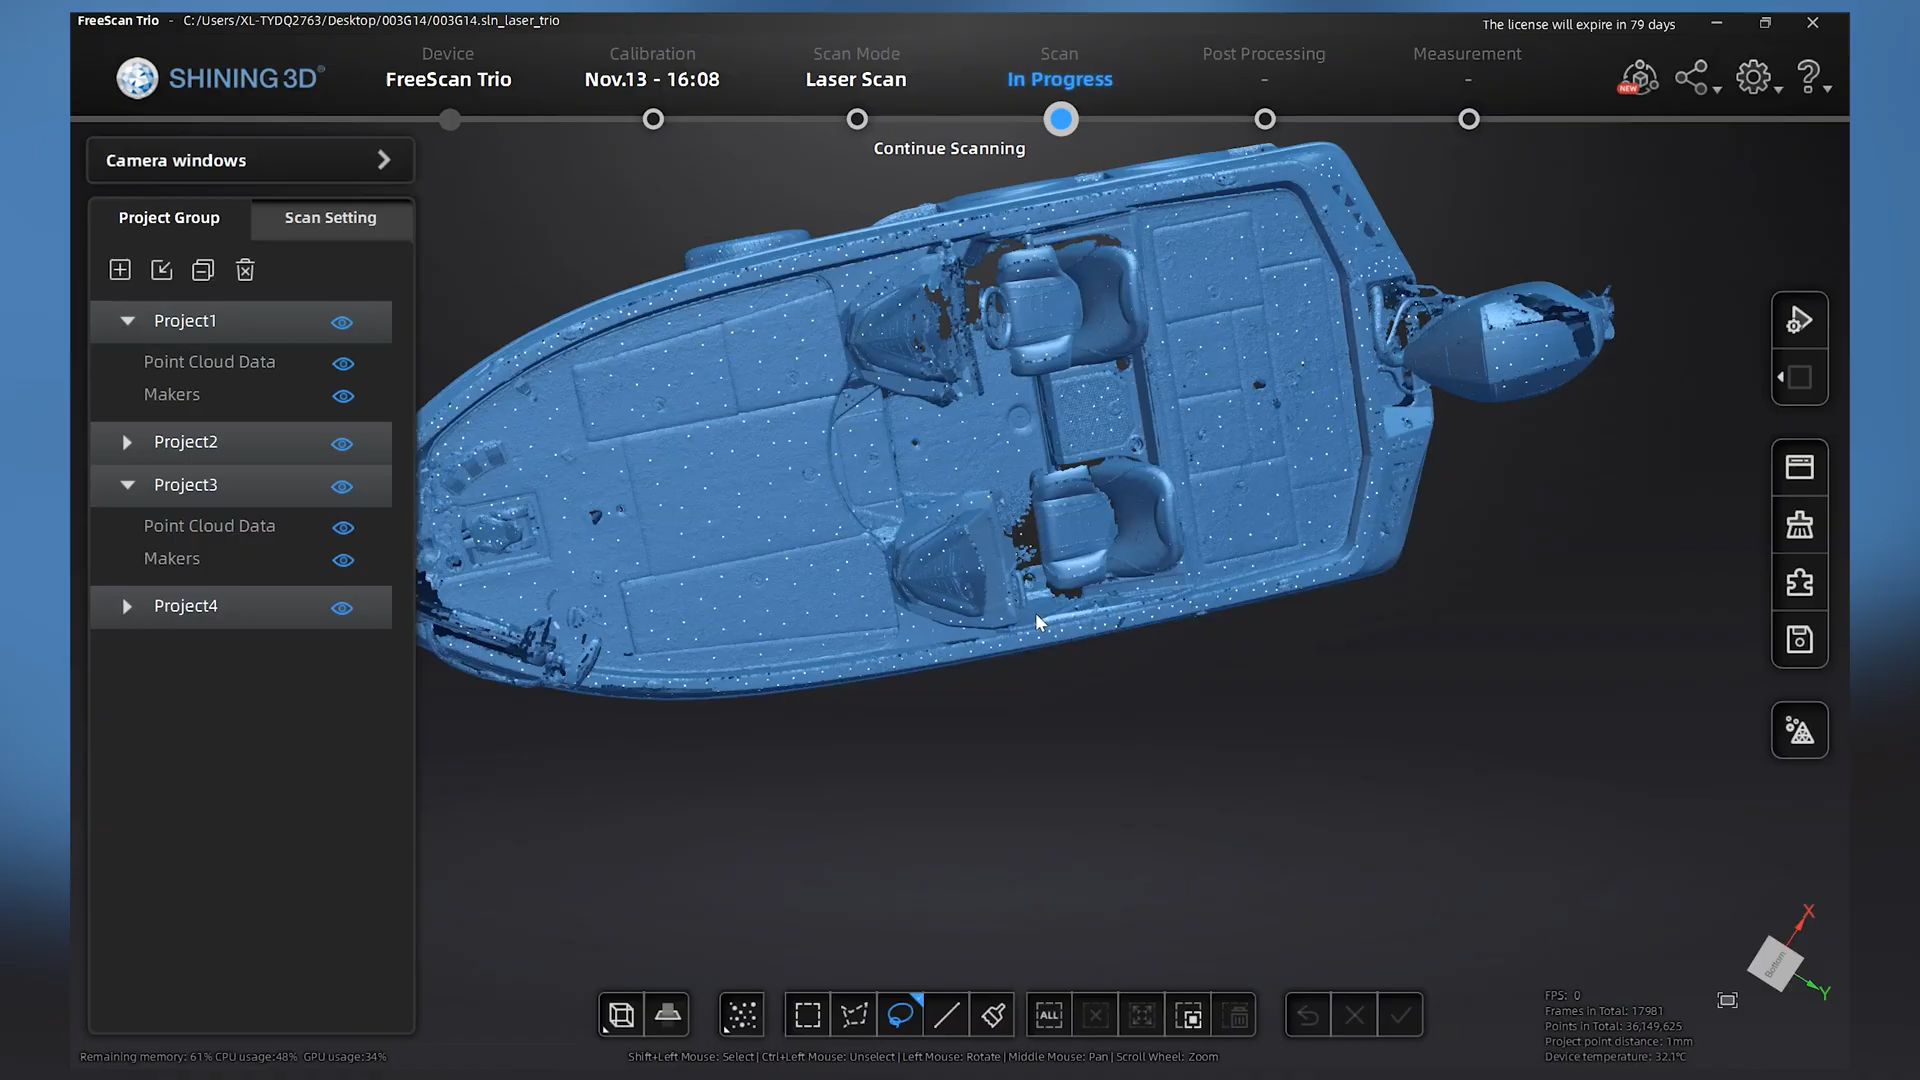 FreeScan Trio - C:/Users/XL-TYDQ2763/Desktop/003G14/003G14.sln_laser_trio
The license will expire in 79 days
SHINING 3D®
Device
FreeScan Trio
Calibration
Nov.13 - 16:08
Scan Mode
Laser Scan
Scan
In Progress
Post Processing
-
Measurement
-
NEW
Continue Scanning
Camera windows
Project Group
Scan Setting
Project1
Point Cloud Data
Makers
Project2
Project3
Point Cloud Data
Makers
Project4
X
Bottom
Y
ALL
FPS: 0
Frames in Total: 17981
Points in Total: 36,149,625
Project point distance: 1mm
Device temperature: 32.1°C
Remaining memory: 61% CPU usage:48% GPU usage:34%
Shift+Left Mouse: Select | Ctrl+Left Mouse: Unselect | Left Mouse: Rotate | Middle Mouse: Pan | Scroll Wheel: Zoom